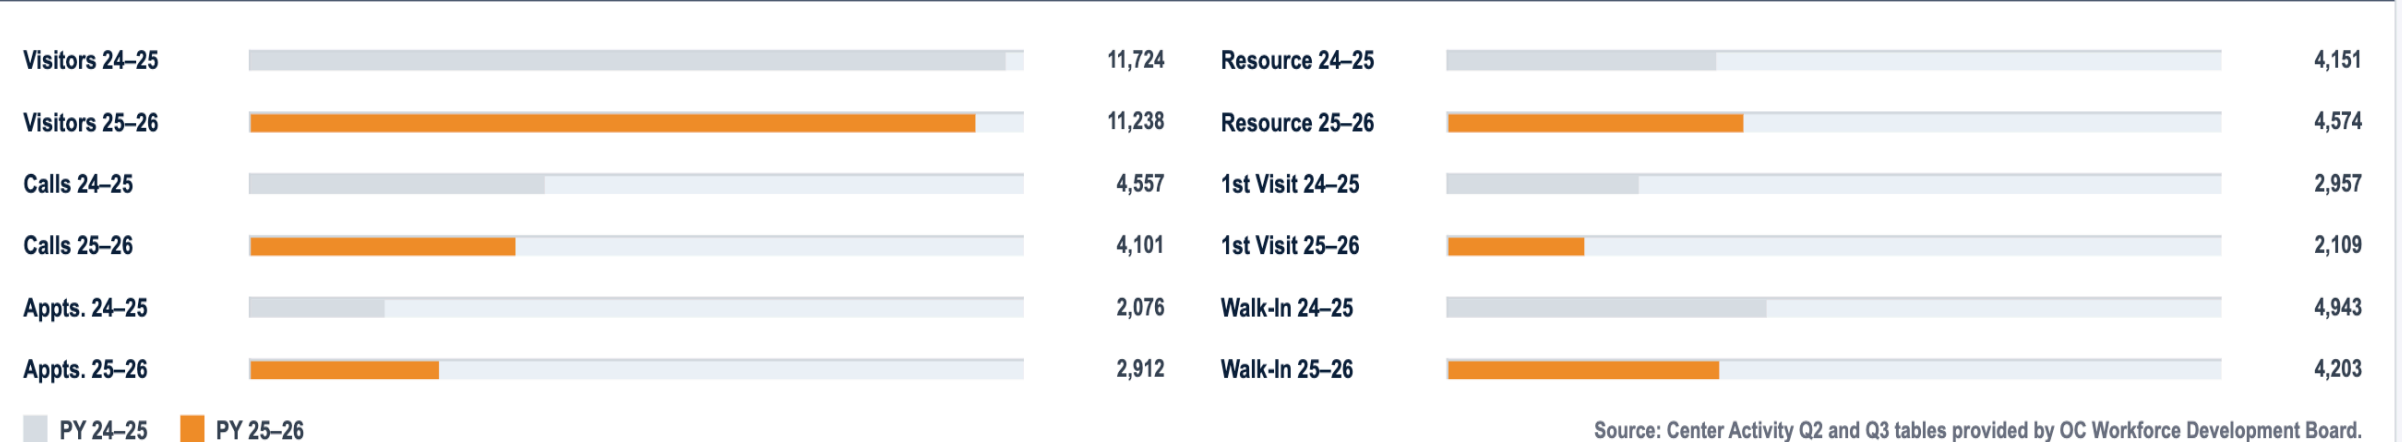 Visitors 24–25 11,724
Visitors 25–26 11,238
Calls 24–25 4,557
Calls 25–26 4,101
Appts. 24–25 2,076
Appts. 25–26 2,912
Resource 24–25 4,151
Resource 25–26 4,574
1st Visit 24–25 2,957
1st Visit 25–26 2,109
Walk-In 24–25 4,943
Walk-In 25–26 4,203
PY 24–25 PY 25–26
Source: Center Activity Q2 and Q3 tables provided by OC Workforce Development Board.